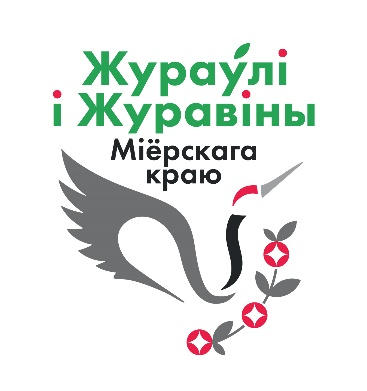 Жураўлі
і Журавіны
Міёрскага
краю